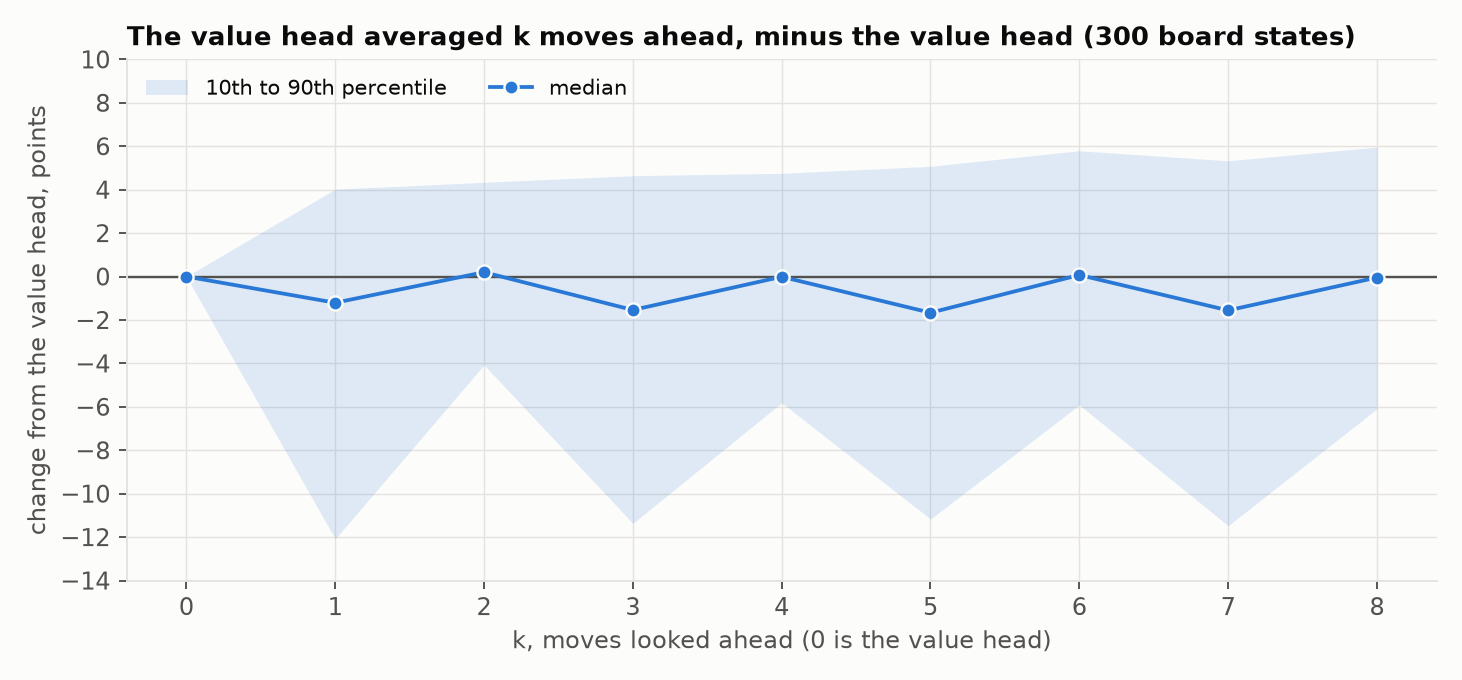 The value head averaged k moves ahead, minus the value head (300 board states)
10th to 90th percentile
median
change from the value head, points
10
8
6
4
2
0
−2
−4
−6
−8
−10
−12
−14
0 1 2 3 4 5 6 7 8
k, moves looked ahead (0 is the value head)